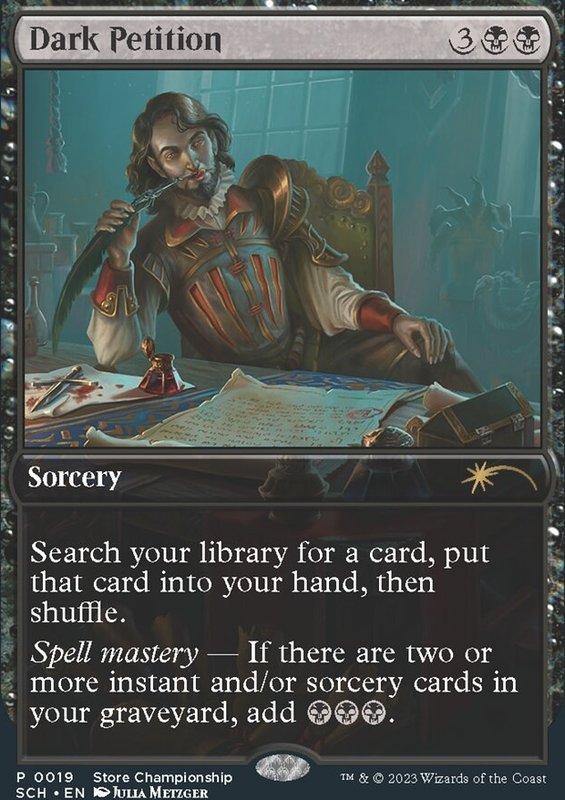 Dark Petition 3
Sorcery
Search your library for a card, put
that card into your hand, then
shuffle.
Spell mastery — If there are two or
more instant and/or sorcery cards in
your graveyard, add .
P 0019 Store Championship
SCH • EN Julia Metzger
™ & © 2023 Wizards of the Coast